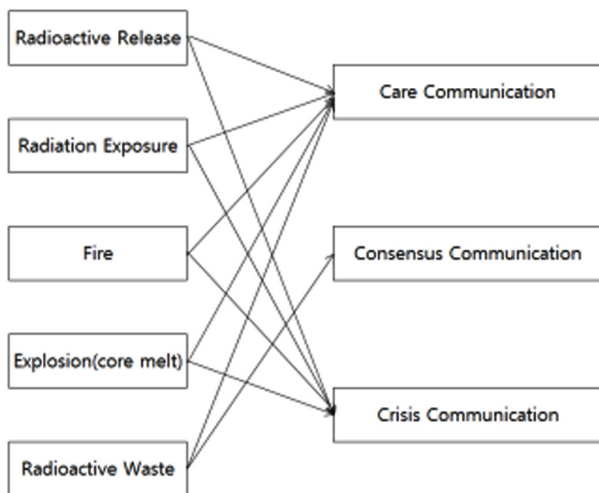 Radioactive Release
Radiation Exposure
Fire
Explosion(core melt)
Radioactive Waste
Care Communication
Consensus Communication
Crisis Communication